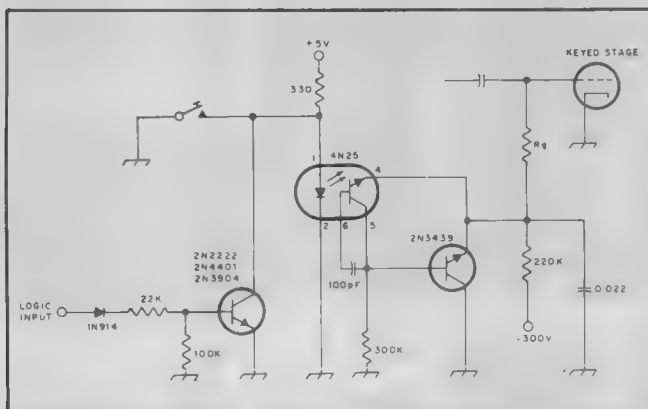 KEYED STAGE
+5V
330
Rg
1
4N25
4
2
6
5
2N3439
2N2222
2N4401
2N3904
100pF
220K
0.022
LOGIC
INPUT
22K
1N914
100K
300K
-300V